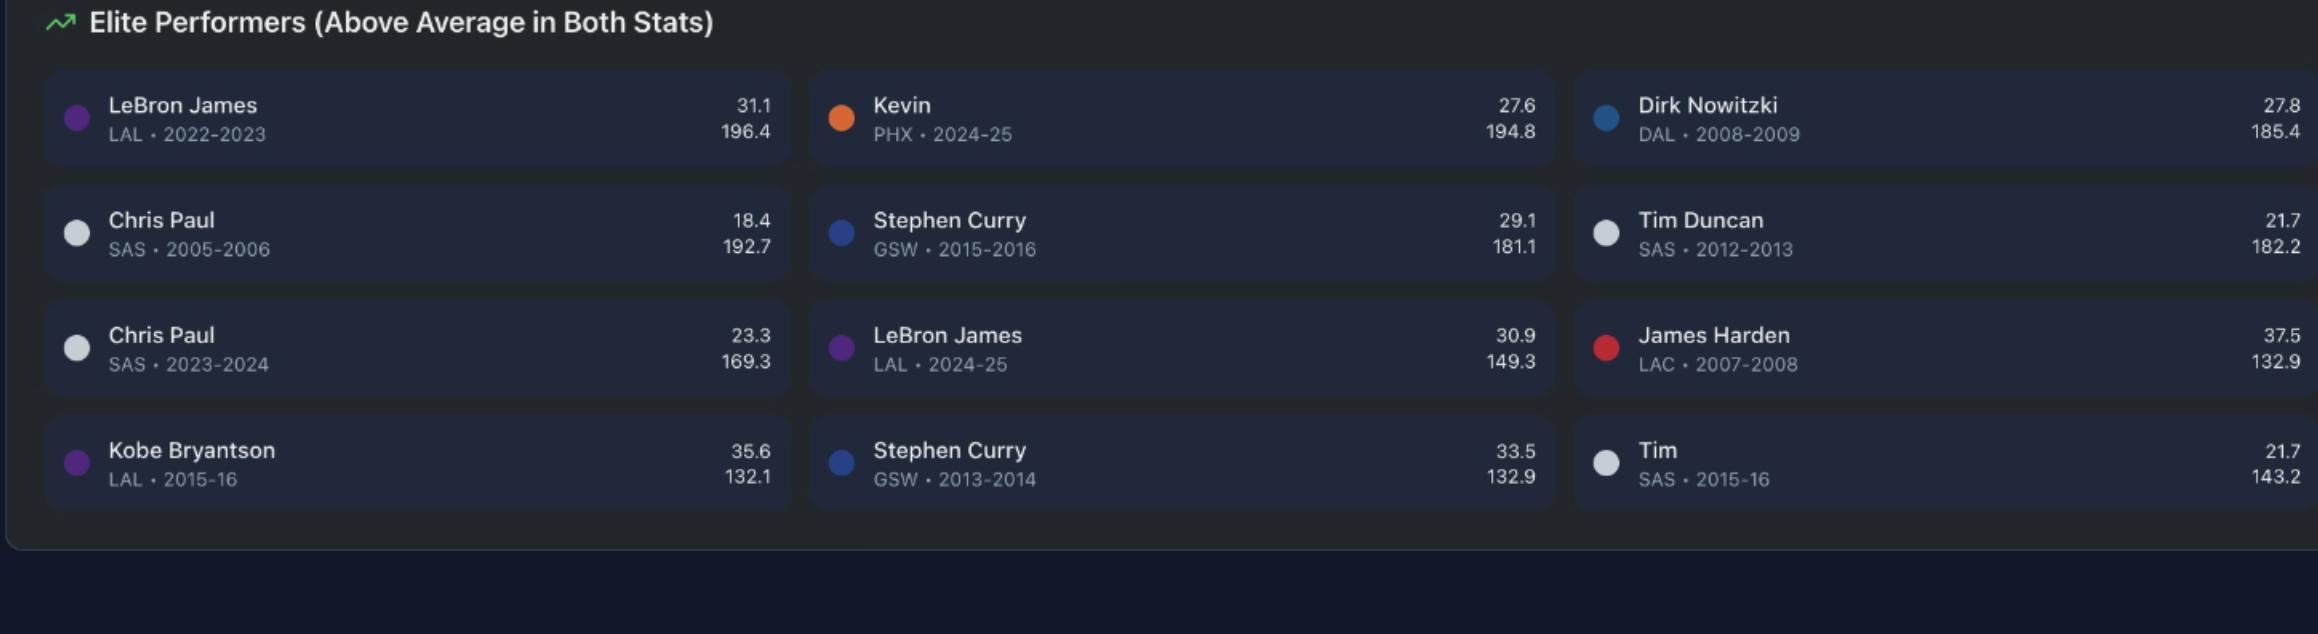 Elite Performers (Above Average in Both Stats)
LeBron James 31.1
LAL • 2022-2023 196.4
Kevin 27.6
PHX • 2024-25 194.8
Dirk Nowitzki 27.8
DAL • 2008-2009 185.4
Chris Paul 18.4
SAS • 2005-2006 192.7
Stephen Curry 29.1
GSW • 2015-2016 181.1
Tim Duncan 21.7
SAS • 2012-2013 182.2
Chris Paul 23.3
SAS • 2023-2024 169.3
LeBron James 30.9
LAL • 2024-25 149.3
James Harden 37.5
LAC • 2007-2008 132.9
Kobe Bryantson 35.6
LAL • 2015-16 132.1
Stephen Curry 33.5
GSW • 2013-2014 132.9
Tim 21.7
SAS • 2015-16 143.2